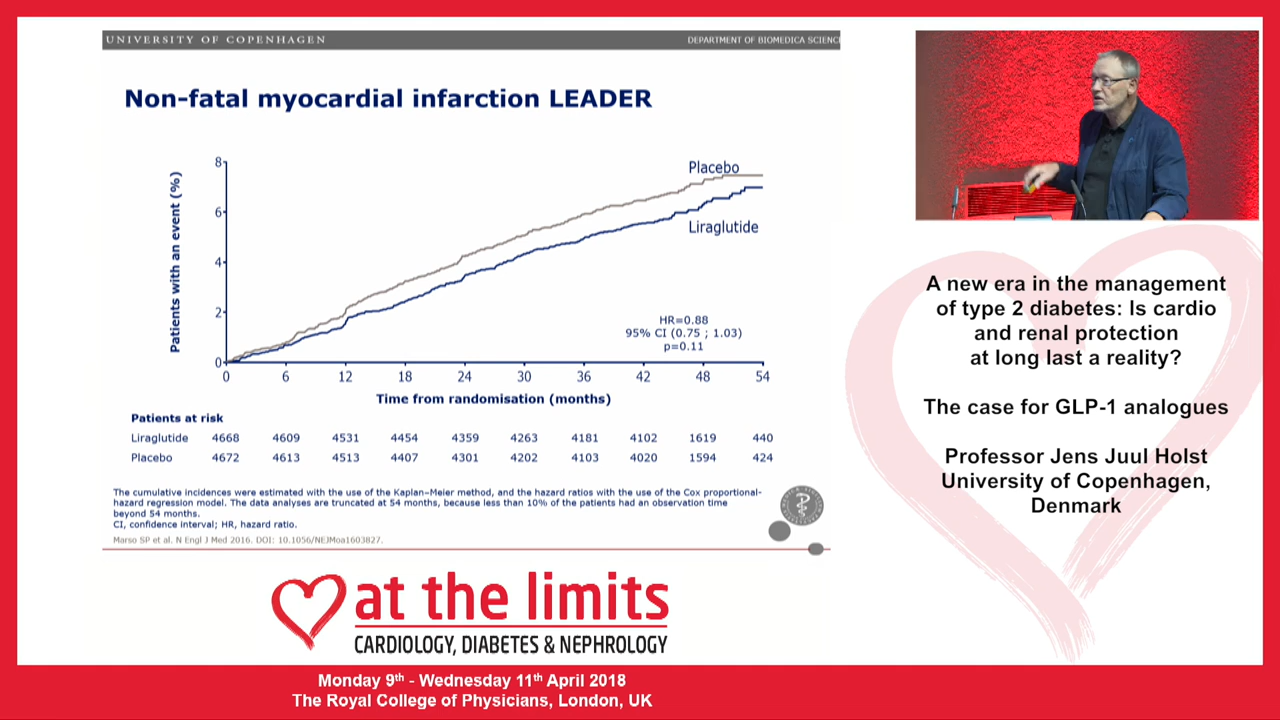 UNIVERSITY OF COPENHAGEN
DEPARTMENT OF BIOMEDICA SCIENC
Non-fatal myocardial infarction LEADER
Patients with an event (%)
8
6
4
2
0
Placebo
Liraglutide
HR=0.88
95% CI (0.75 ; 1.03)
p=0.11
0 6 12 18 24 30 36 42 48 54
Time from randomisation (months)
Patients at risk
Liraglutide 4668 4609 4531 4454 4359 4263 4181 4102 1619 440
Placebo 4672 4613 4513 4407 4301 4202 4103 4020 1594 424
The cumulative incidences were estimated with the use of the Kaplan–Meier method, and the hazard ratios with the use of the Cox proportional-
hazard regression model. The data analyses are truncated at 54 months, because less than 10% of the patients had an observation time
beyond 54 months.
CI, confidence interval; HR, hazard ratio.
Marso SP et al. N Engl J Med 2016. DOI: 10.1056/NEJMoa1603827.
A new era in the management
of type 2 diabetes: Is cardio
and renal protection
at long last a reality?
The case for GLP-1 analogues
Professor Jens Juul Holst
University of Copenhagen,
Denmark
at the limits
CARDIOLOGY, DIABETES & NEPHROLOGY
Monday 9th - Wednesday 11th April 2018
The Royal College of Physicians, London, UK